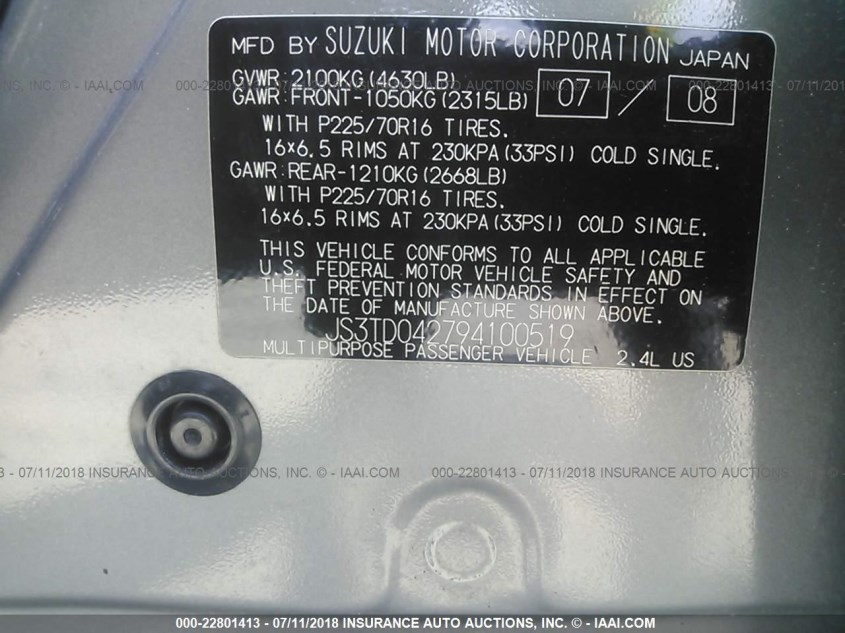 MFD BY SUZUKI MOTOR CORPORATION JAPAN
GVWR:2100KG(4630LB)
07 / 08
GAWR:FRONT-1050KG(2315LB)
WITH P225/70R16 TIRES.
16×6.5 RIMS AT 230KPA(33PSI) COLD SINGLE.
GAWR:REAR-1210KG(2668LB)
WITH P225/70R16 TIRES.
16×6.5 RIMS AT 230KPA(33PSI) COLD SINGLE.
THIS VEHICLE CONFORMS TO ALL APPLICABLE
U.S. FEDERAL MOTOR VEHICLE SAFETY AND
THEFT PREVENTION STANDARDS IN EFFECT ON
THE DATE OF MANUFACTURE SHOWN ABOVE.
JS3TD042794100519
MULTIPURPOSE PASSENGER VEHICLE 2.4L US
000-22801413 - 07/11/2018 INSURANCE AUTO AUCTIONS, INC. © - IAAI.COM